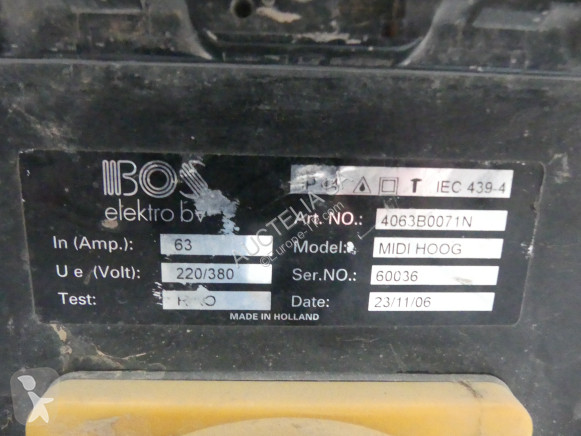 BOS
elektro bv
T IEC 439-4
Art. NO.: 4063B0071N
In (Amp.): 63
Model: MIDI HOOG
U e (Volt): 220/380
Ser.NO.: 60036
Test:
Date: 23/11/06
MADE IN HOLLAND
AUCTELIA